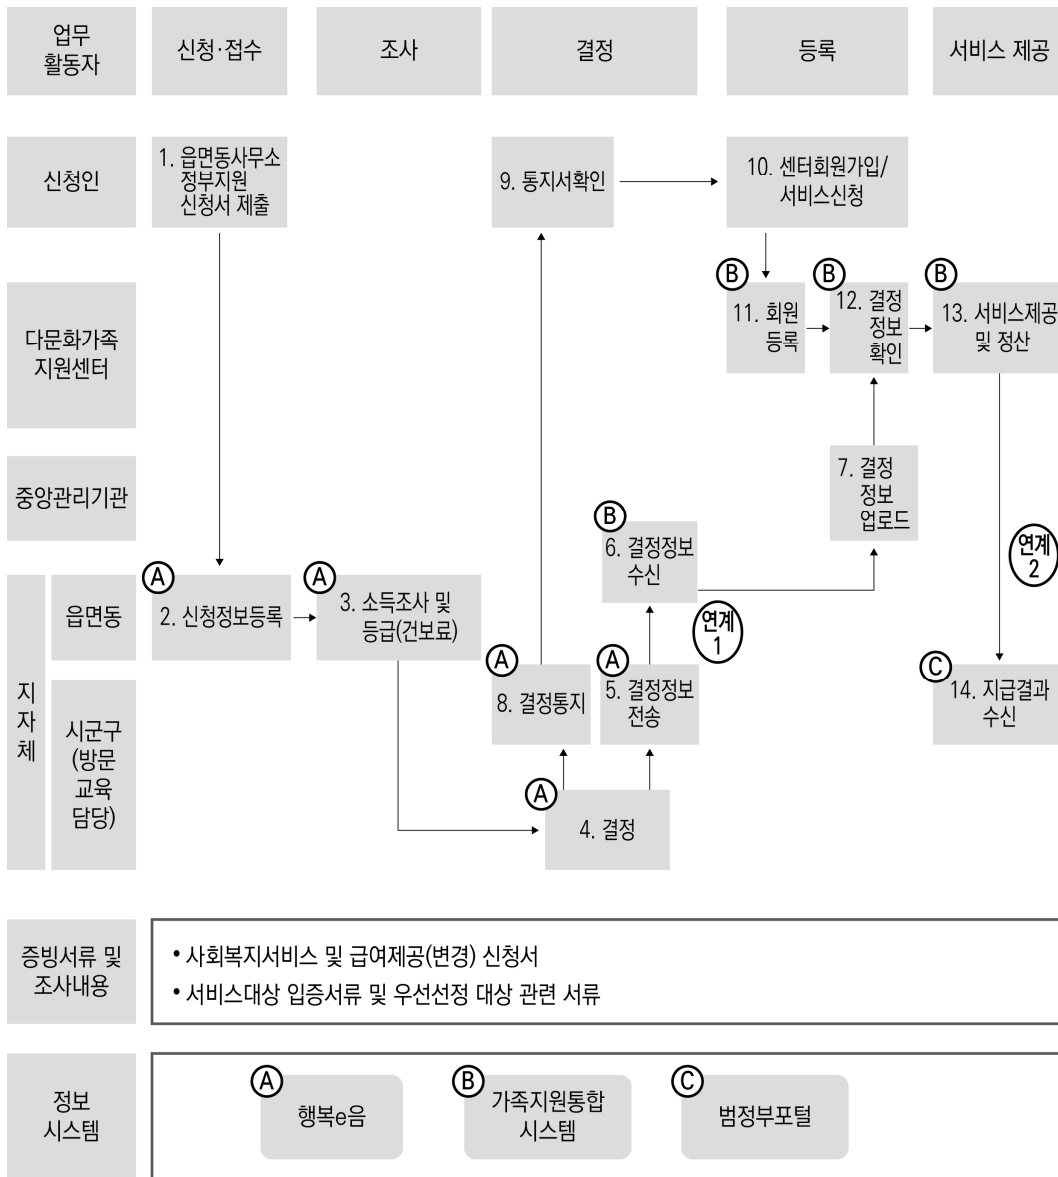 업무
활동자
신청·접수
조사
결정
등록
서비스 제공
신청인
1. 읍면동사무소
정부지원
신청서 제출
9. 통지서확인
10. 센터회원가입/
서비스신청
다문화가족
지원센터
B
11. 회원
등록
B
12. 결정
정보
확인
B
13. 서비스제공
및 정산
중앙관리기관
7. 결정
정보
업로드
B
6. 결정정보
수신
연계
1
연계
2
지
자
체
읍면동
A
2. 신청정보등록
A
3. 소득조사 및
등급(건보료)
시군구
(방문
교육
담당)
A
8. 결정통지
A
5. 결정정보
전송
A
4. 결정
C
14. 지급결과
수신
증빙서류 및
조사내용
• 사회복지서비스 및 급여제공(변경) 신청서
• 서비스대상 입증서류 및 우선선정 대상 관련 서류
정보
시스템
A
행복e음
B
가족지원통합
시스템
C
범정부포털